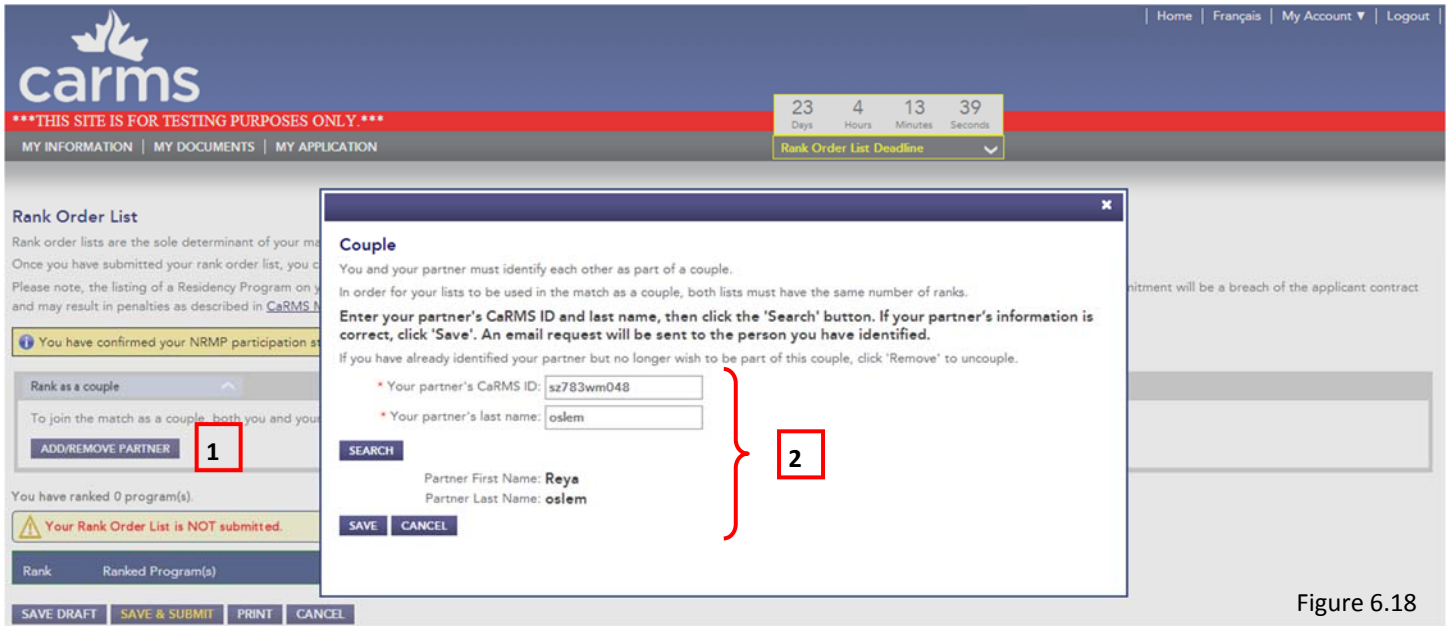 | Home | Français | My Account ▼ | Logout |
carms
***THIS SITE IS FOR TESTING PURPOSES ONLY.***
23 4 13 39
Days Hours Minutes Seconds
Rank Order List Deadline
MY INFORMATION | MY DOCUMENTS | MY APPLICATION
Rank Order List
Rank order lists are the sole determinant of your
Once you have submitted your rank order list, you
Please note, the listing of a Residency Program on
itment will be a breach of the applicant contract
and may result in penalties as described in CaRMS
You have confirmed your NRMP participation
Rank as a couple
To join the match as a couple, both you and your
ADD/REMOVE PARTNER
1
You have ranked 0 program(s).
Your Rank Order List is NOT submitted.
Rank Ranked Program(s)
SAVE DRAFT SAVE & SUBMIT PRINT CANCEL
Couple
You and your partner must identify each other as part of a couple.
In order for your lists to be used in the match as a couple, both lists must have the same number of ranks.
Enter your partner's CaRMS ID and last name, then click the 'Search' button. If your partner's information is
correct, click 'Save'. An email request will be sent to the person you have identified.
If you have already identified your partner but no longer wish to be part of this couple, click 'Remove' to uncouple.
* Your partner's CaRMS ID: sz783wm048
* Your partner's last name: oslem
SEARCH
2
Partner First Name: Reya
Partner Last Name: oslem
SAVE CANCEL
Figure 6.18